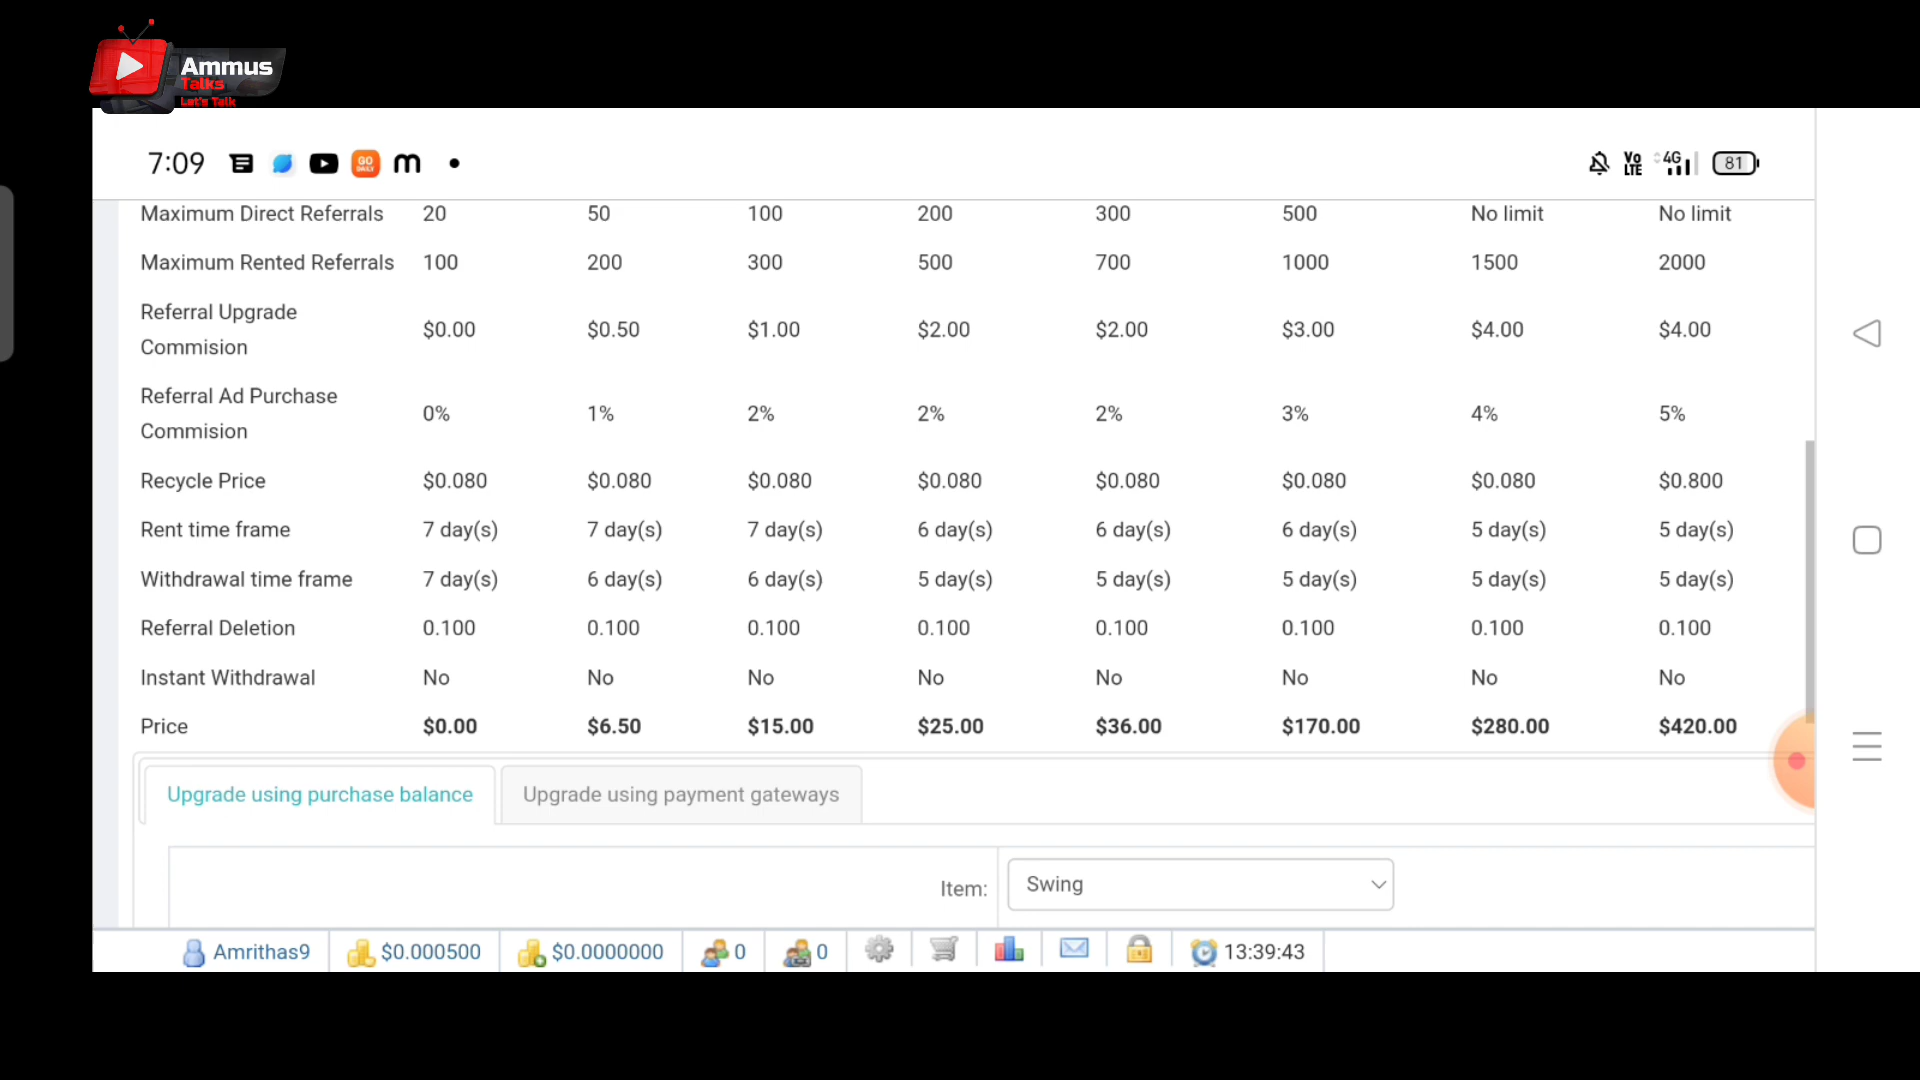 Ammus
Talks
Let's Talk
7:09 GO DAILY m Vo LTE 4G 81
Maximum Direct Referrals 20 50 100 200 300 500 No limit No limit
Maximum Rented Referrals 100 200 300 500 700 1000 1500 2000
Referral Upgrade
Commision $0.00 $0.50 $1.00 $2.00 $2.00 $3.00 $4.00 $4.00
Referral Ad Purchase
Commision 0% 1% 2% 2% 2% 3% 4% 5%
Recycle Price $0.080 $0.080 $0.080 $0.080 $0.080 $0.080 $0.080 $0.800
Rent time frame 7 day(s) 7 day(s) 7 day(s) 6 day(s) 6 day(s) 6 day(s) 5 day(s) 5 day(s)
Withdrawal time frame 7 day(s) 6 day(s) 6 day(s) 5 day(s) 5 day(s) 5 day(s) 5 day(s) 5 day(s)
Referral Deletion 0.100 0.100 0.100 0.100 0.100 0.100 0.100 0.100
Instant Withdrawal No No No No No No No No
Price $0.00 $6.50 $15.00 $25.00 $36.00 $170.00 $280.00 $420.00
Upgrade using purchase balance Upgrade using payment gateways
Item: Swing
Amrithas9 $0.000500 $0.0000000 0 0 13:39:43